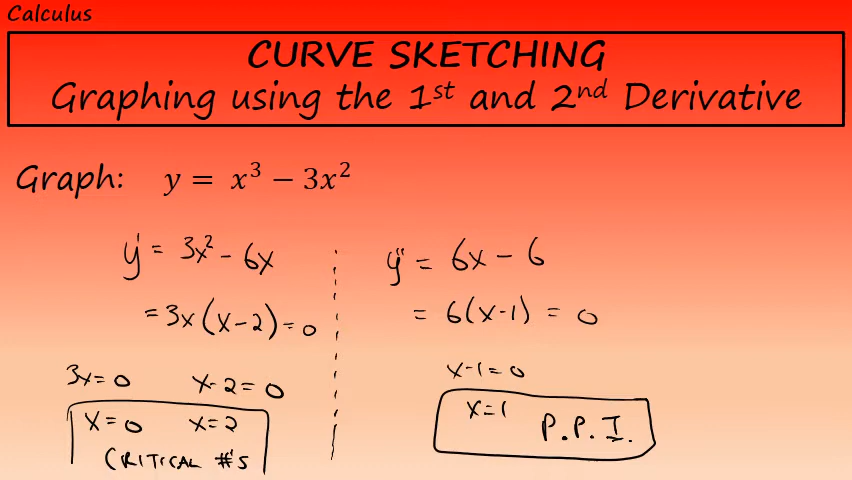 Calculus
CURVE SKETCHING
Graphing using the 1st and 2nd Derivative
Graph: y = x³ − 3x²
y' = 3x² - 6x
= 3x(x-2) = 0
3x=0 x-2=0
x=0 x=2
CRITICAL #'s
y'' = 6x - 6
= 6(x-1) = 0
x-1=0
x=1 P.P.I.